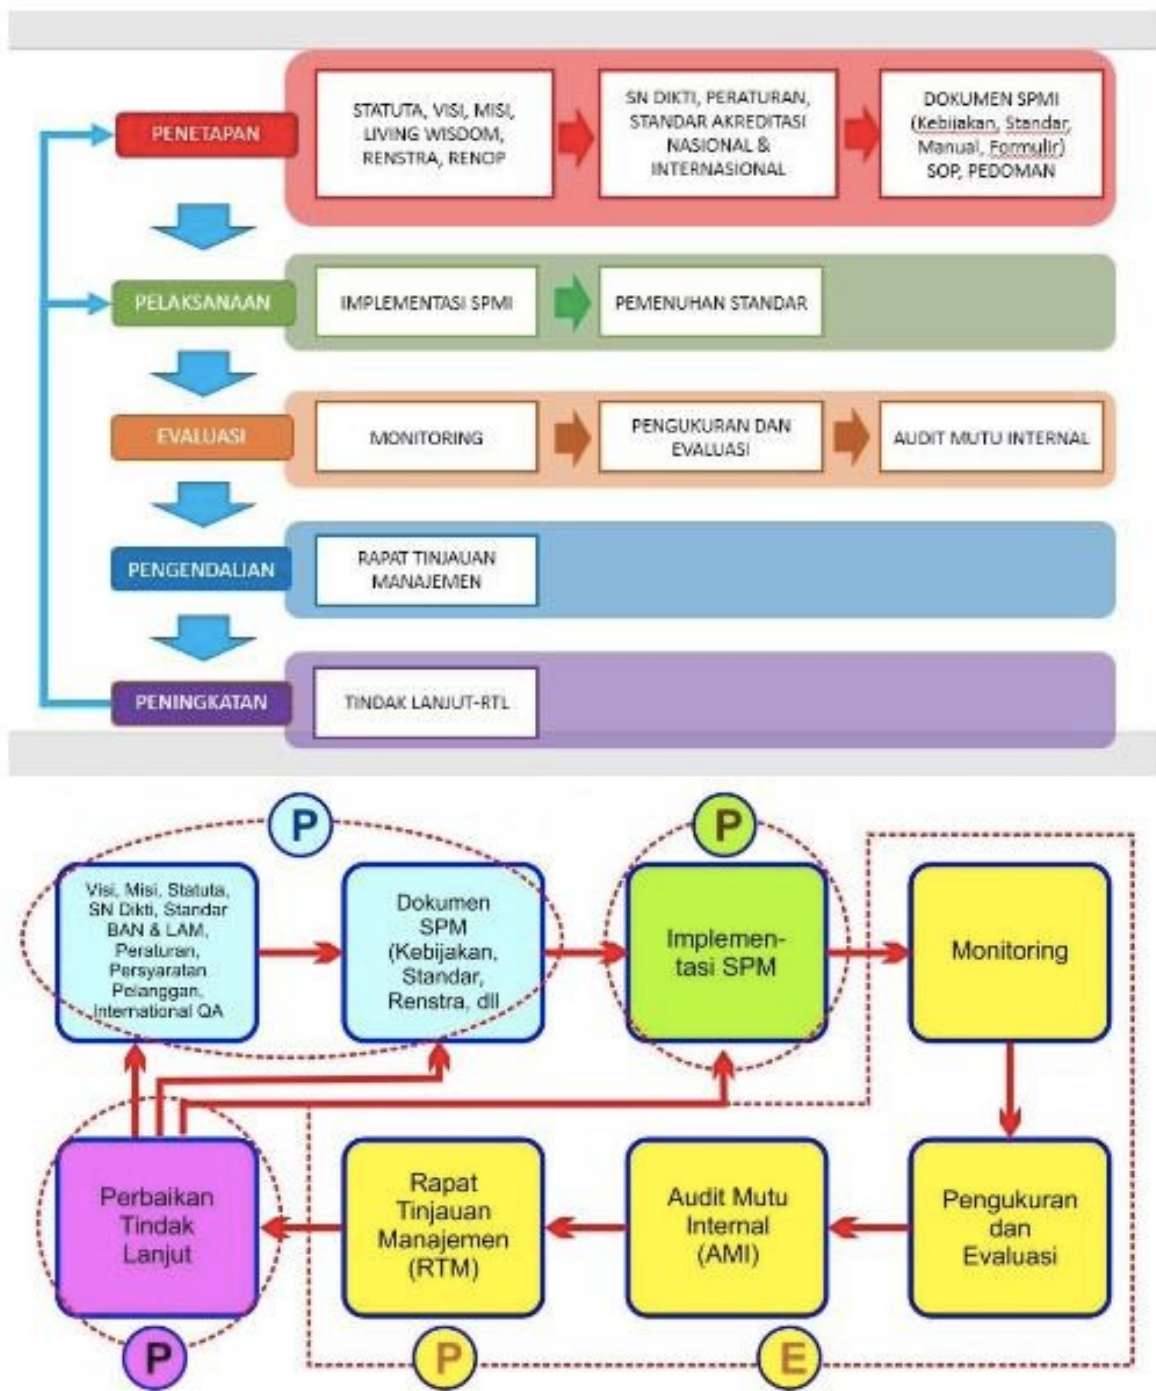 PENETAPAN
STATUTA, VISI, MISI,
LIVING WISDOM,
RENSTRA, RENOP
SN DIKTI, PERATURAN,
STANDAR AKREDITASI
NASIONAL &
INTERNASIONAL
DOKUMEN SPMI
(Kebijakan, Standar,
Manual, Formulir)
SOP, PEDOMAN
PELAKSANAAN
IMPLEMENTASI SPMI
PEMENUHAN STANDAR
EVALUASI
MONITORING
PENGUKURAN DAN
EVALUASI
AUDIT MUTU INTERNAL
PENGENDALIAN
RAPAT TINJAUAN
MANAJEMEN
PENINGKATAN
TINDAK LANJUT-RTL
P
P
Visi, Misi, Statuta,
SN Dikti, Standar
BAN & LAM,
Peraturan,
Persyaratan
Pelanggan,
International QA
Dokumen
SPM
(Kebijakan,
Standar,
Renstra, dll
Implemen-
tasi SPM
Monitoring
Perbaikan
Tindak
Lanjut
Rapat
Tinjauan
Manajemen
(RTM)
Audit Mutu
Internal
(AMI)
Pengukuran
dan
Evaluasi
P
P
E